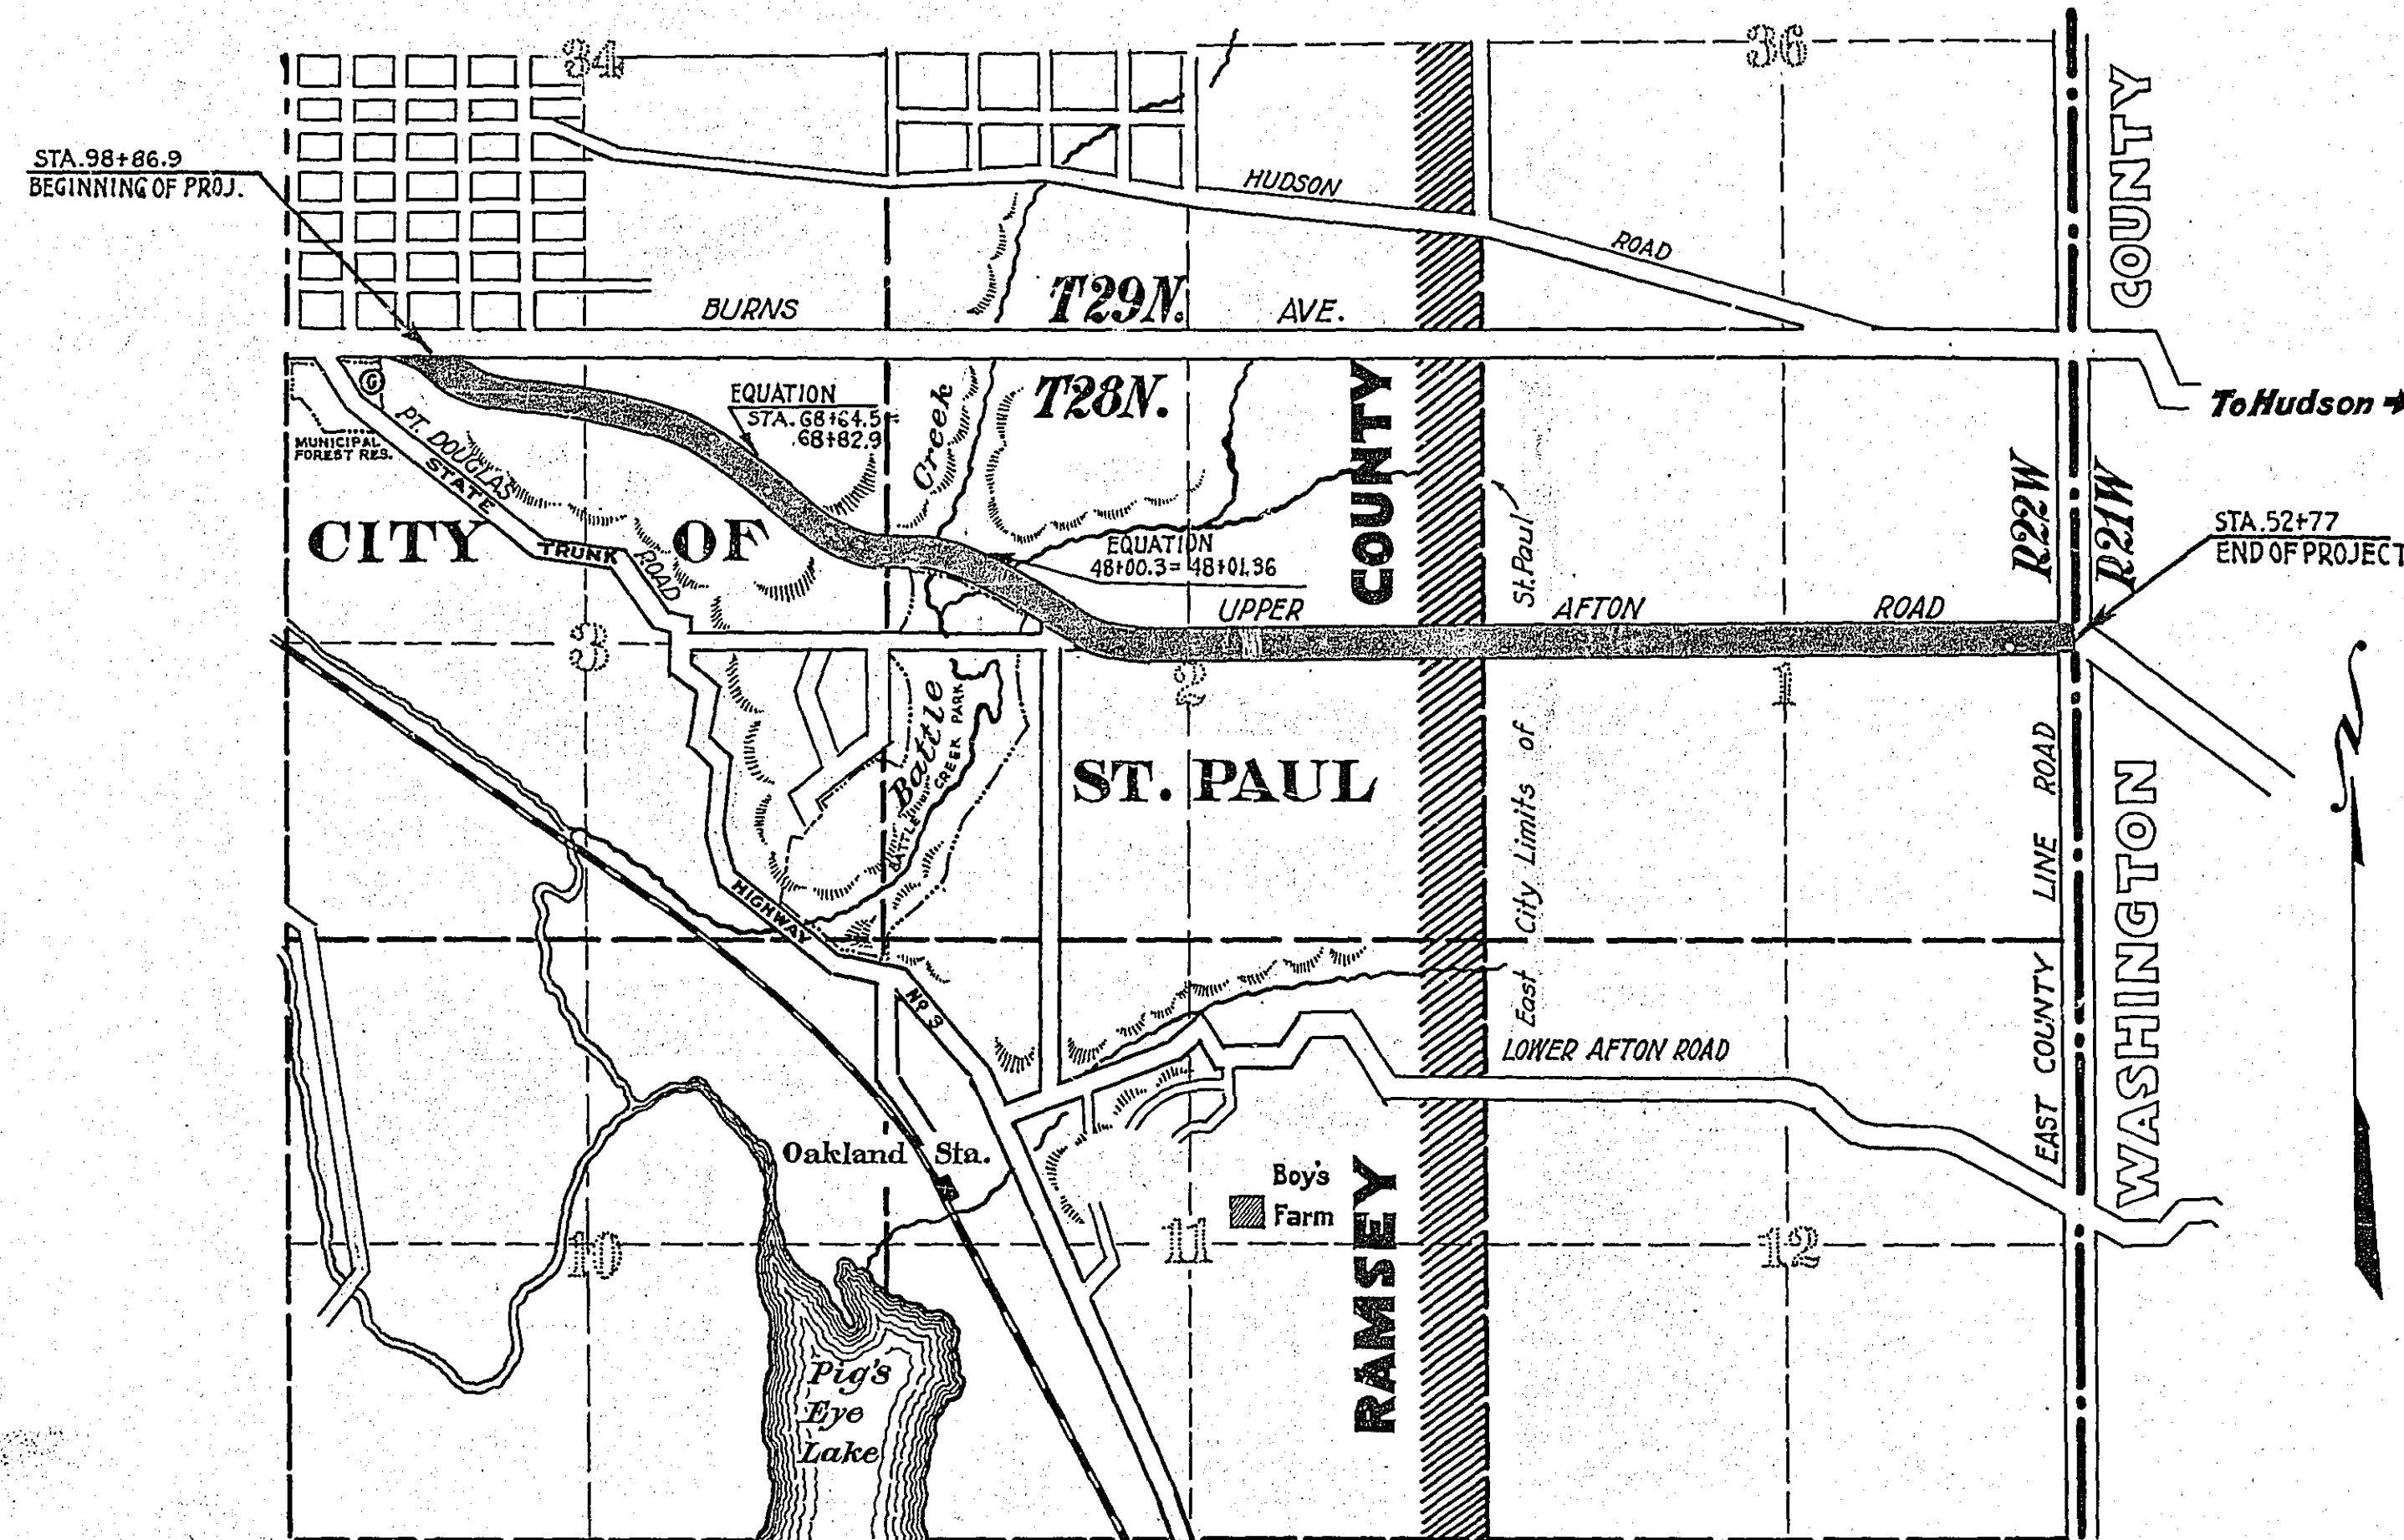 34
36
COUNTY
STA.98+86.9
BEGINNING OF PROJ.
HUDSON
ROAD
T29N.
BURNS
AVE.
T28N.
EQUATION
STA.68+64.5=
68+82.9
Creek
COUNTY
To Hudson
G
PT. DOUGLAS
ROAD
MUNICIPAL
FOREST RES.
STATE
TRUNK
HIGHWAY
No 3
R22W
R21W
STA.52+77
END OF PROJECT
CITY OF
ST. PAUL
EQUATION
48+00.3=48+01.36
UPPER
AFTON
ROAD
3
2
1
Battle
BATTLE CREEK PARK
East City Limits of St. Paul
EAST COUNTY LINE ROAD
WASHINGTON
N
LOWER AFTON ROAD
Oakland Sta.
Boy's
Farm
RAMSEY
10
11
12
Pig's
Eye
Lake